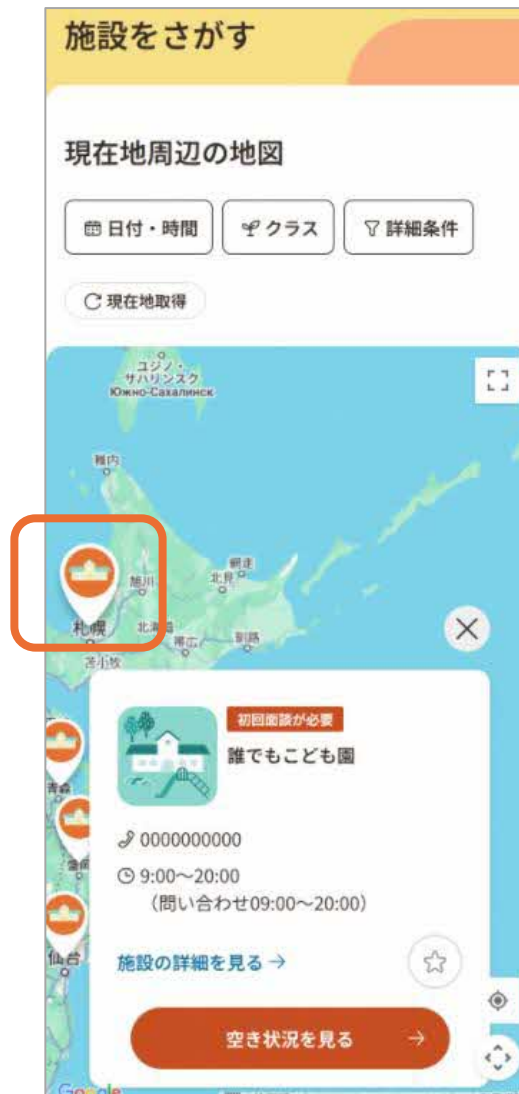 施設をさがす
現在地周辺の地図
日付・時間
クラス
詳細条件
現在地取得
ユジノ・
サハリンスク
Южно-Сахалинск
稚内
網走
旭川
北見
札幌
北海道
帯広
釧路
苫小牧
初回面談が必要
誰でもこども園
青森
0000000000
9:00～20:00
盛岡
（問い合わせ09:00～20:00）
仙台
施設の詳細を見る→
空き状況を見る →
Google